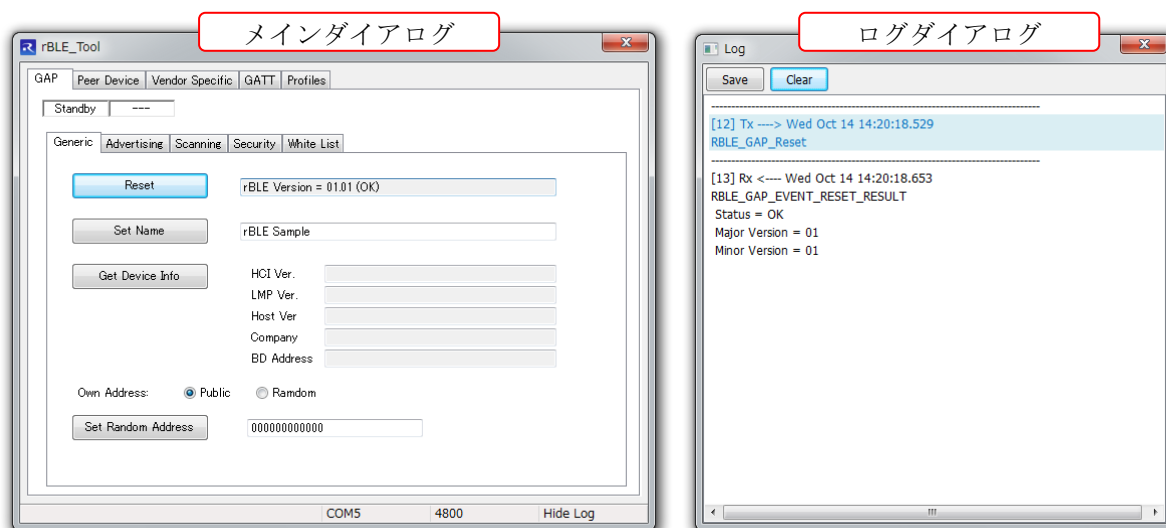 メインダイアログ
rBLE_Tool
GAP Peer Device Vendor Specific GATT Profiles
Standby ---
Generic Advertising Scanning Security White List
Reset rBLE Version = 01.01 (OK)
Set Name rBLE Sample
Get Device Info HCI Ver.
LMP Ver.
Host Ver
Company
BD Address
Own Address: Public Ramdom
Set Random Address 000000000000
COM5 4800 Hide Log
ログダイアログ
Log
Save Clear
[12] Tx ----> Wed Oct 14 14:20:18.529
RBLE_GAP_Reset
[13] Rx <---- Wed Oct 14 14:20:18.653
RBLE_GAP_EVENT_RESET_RESULT
Status = OK
Major Version = 01
Minor Version = 01